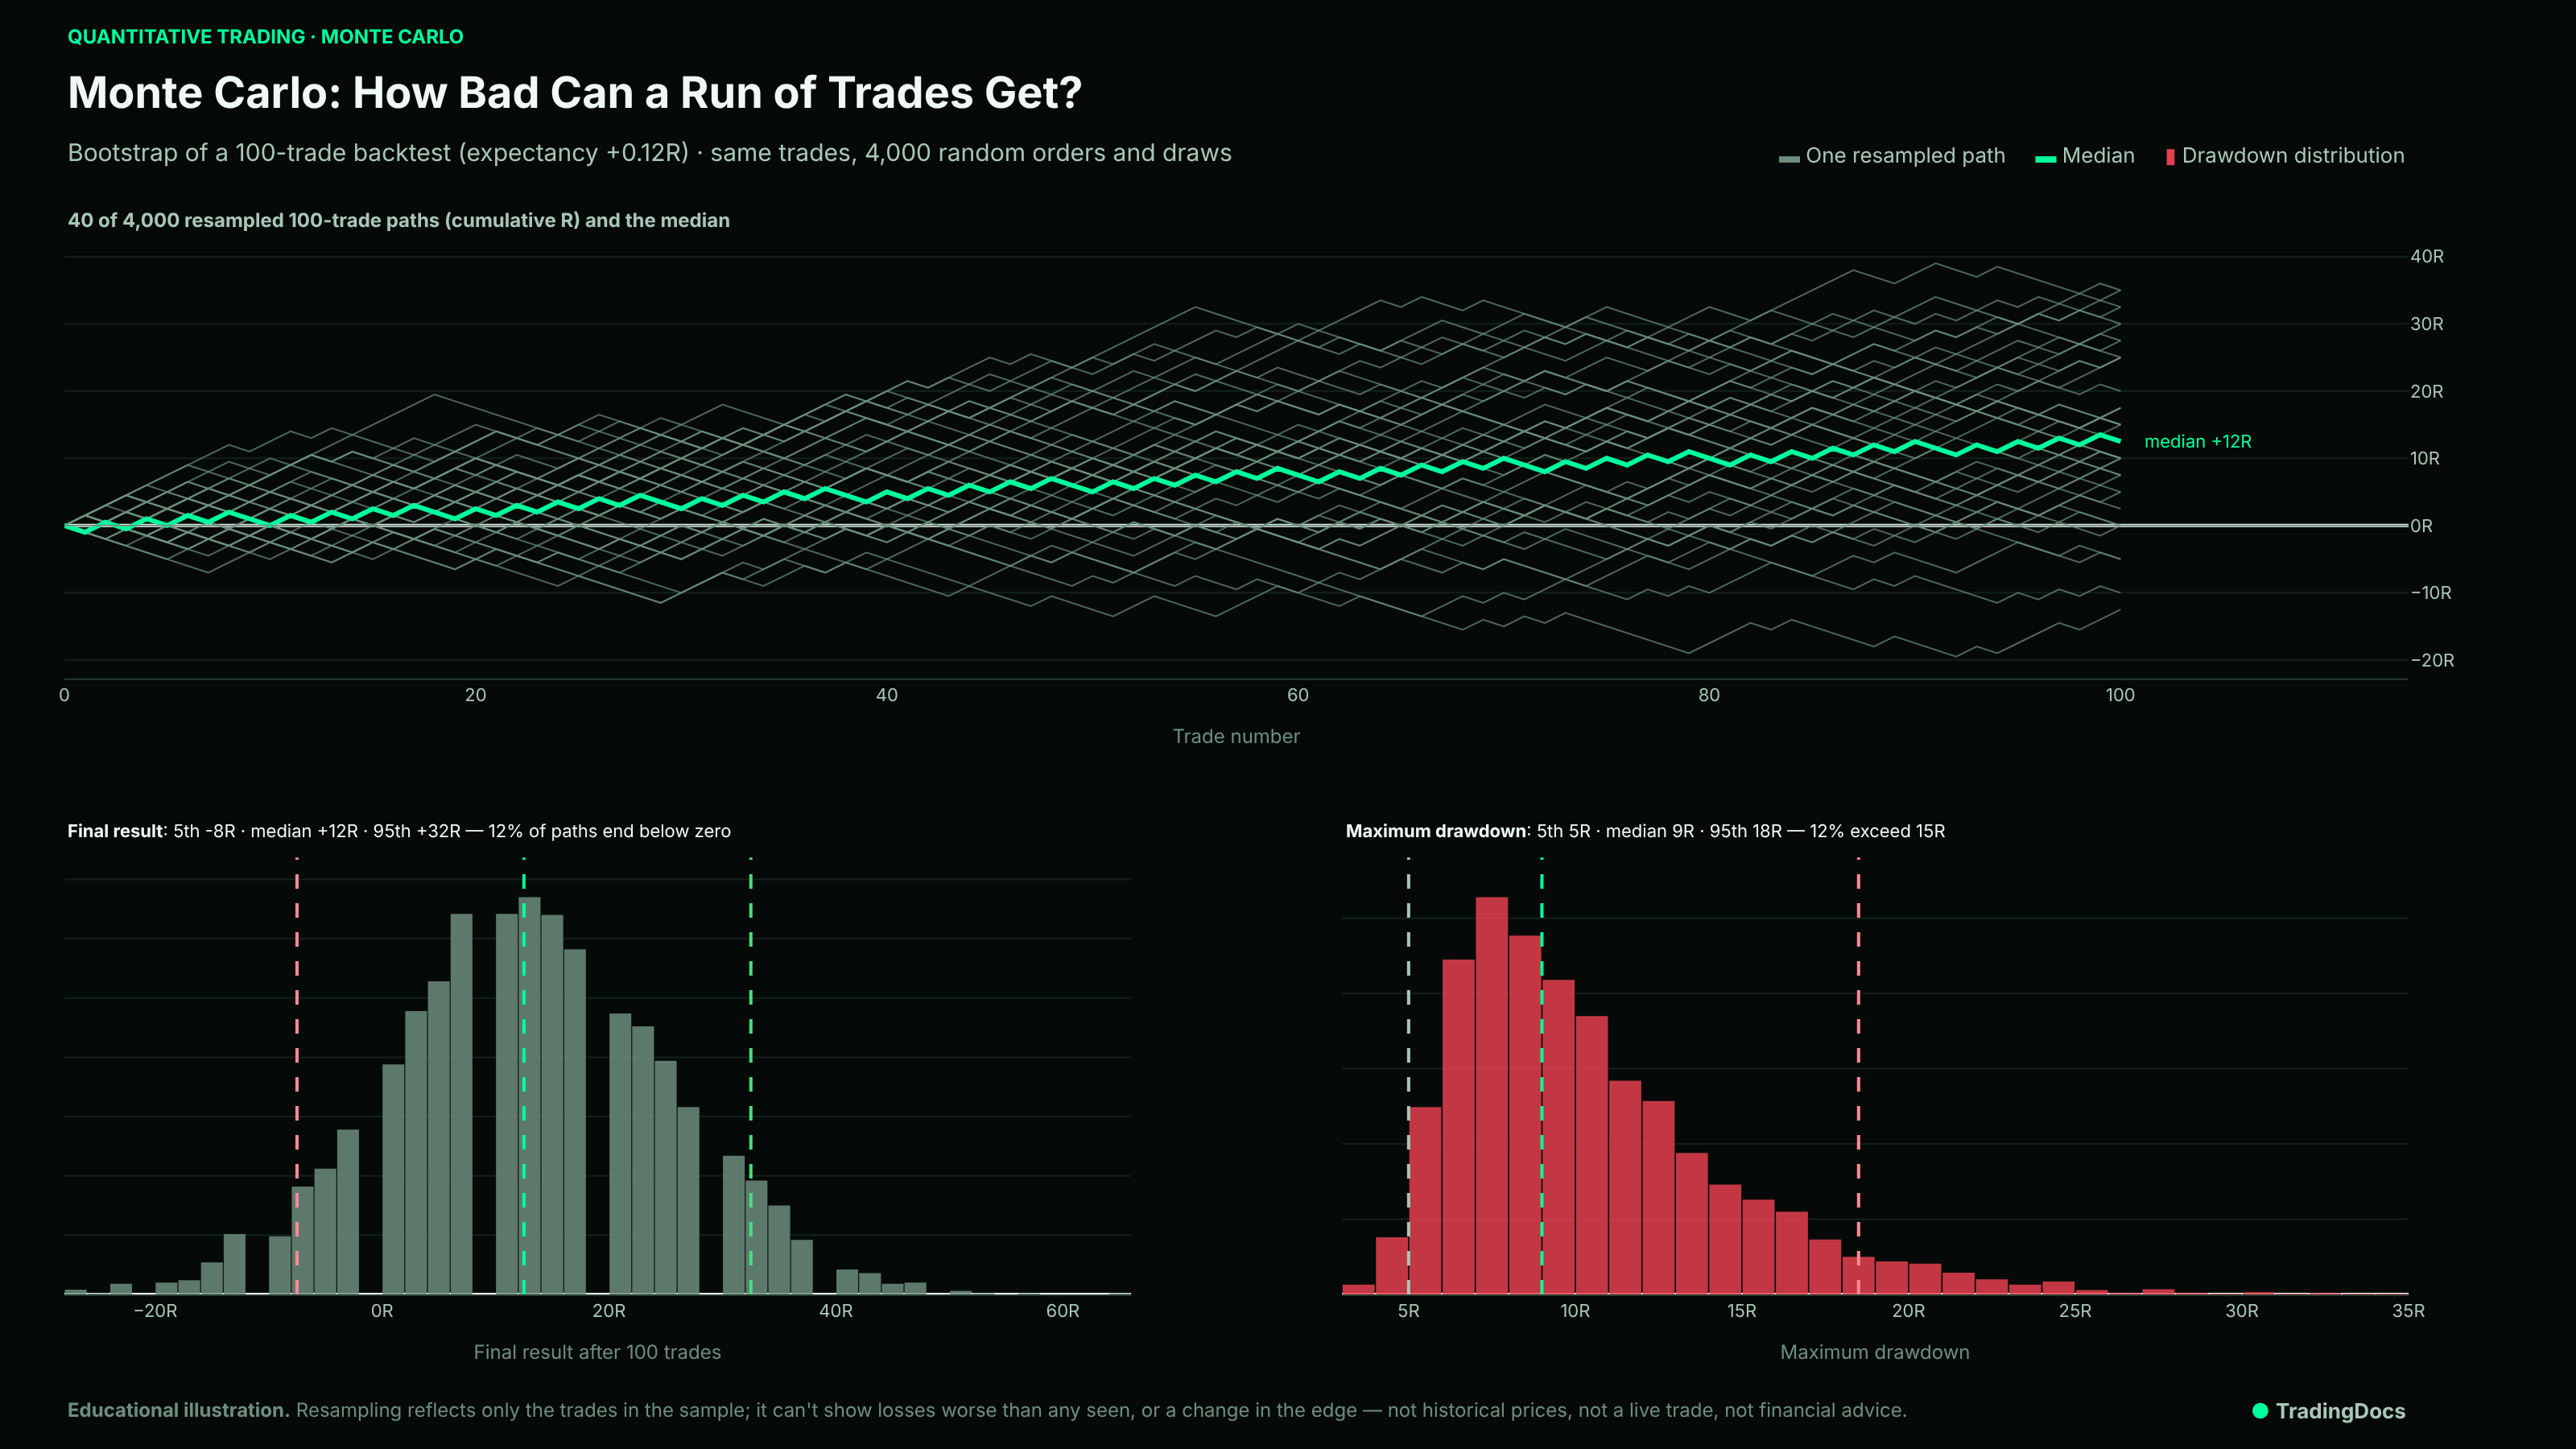 QUANTITATIVE TRADING · MONTE CARLO
Monte Carlo: How Bad Can a Run of Trades Get?
Bootstrap of a 100-trade backtest (expectancy +0.12R) · same trades, 4,000 random orders and draws
One resampled path
Median
Drawdown distribution
40 of 4,000 resampled 100-trade paths (cumulative R) and the median
40R
30R
20R
median +12R
10R
0R
−10R
−20R
0
20
40
60
80
100
Trade number
Final result: 5th -8R · median +12R · 95th +32R — 12% of paths end below zero
−20R
0R
20R
40R
60R
Final result after 100 trades
Maximum drawdown: 5th 5R · median 9R · 95th 18R — 12% exceed 15R
5R
10R
15R
20R
25R
30R
35R
Maximum drawdown
Educational illustration. Resampling reflects only the trades in the sample; it can't show losses worse than any seen, or a change in the edge — not historical prices, not a live trade, not financial advice.
TradingDocs